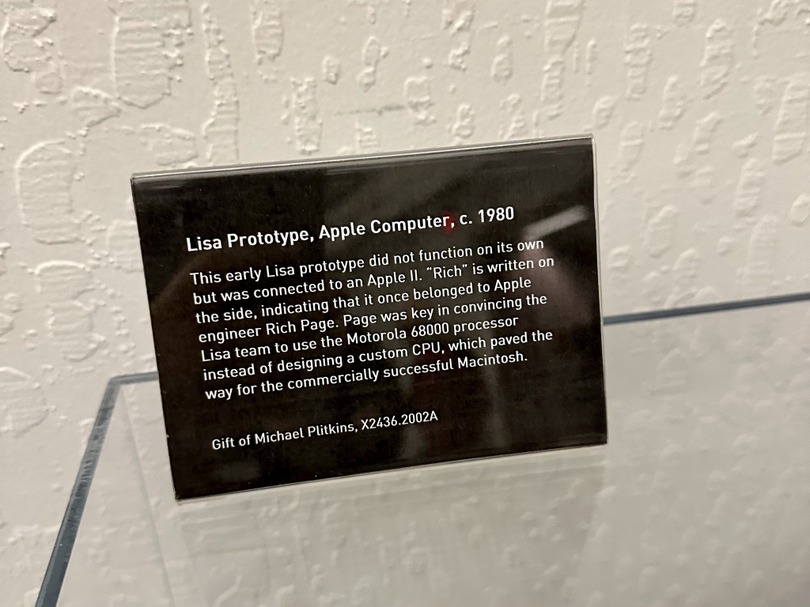 Lisa Prototype, Apple Computer, c. 1980
This early Lisa prototype did not function on its own
but was connected to an Apple II. “Rich” is written on
the side, indicating that it once belonged to Apple
engineer Rich Page. Page was key in convincing the
Lisa team to use the Motorola 68000 processor
instead of designing a custom CPU, which paved the
way for the commercially successful Macintosh.
Gift of Michael Plitkins, X2436.2002A